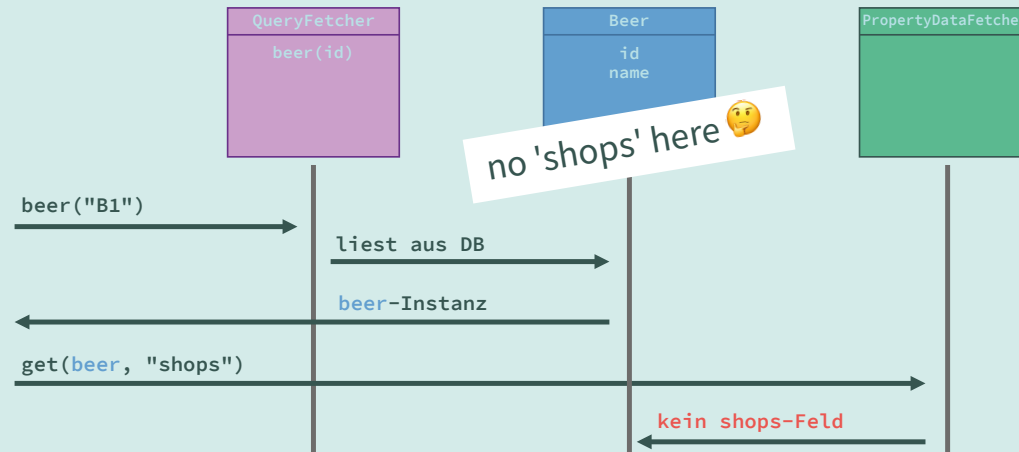 QueryFetcher
beer(id)
Beer
id
name
PropertyDataFetche
no 'shops' here 🤔
beer("B1")
liest aus DB
beer-Instanz
get(beer, "shops")
kein shops-Feld